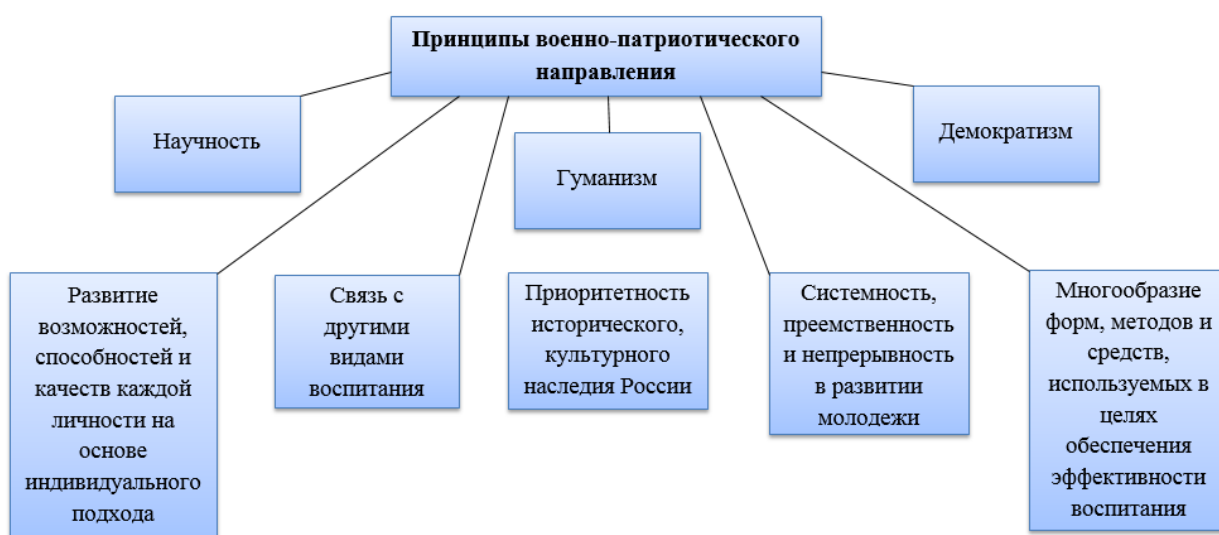 Принципы военно-патриотического
направления
Научность
Гуманизм
Демократизм
Развитие
возможностей,
способностей и
качеств каждой
личности на
основе
индивидуального
подхода
Связь с
другими
видами
воспитания
Приоритетность
исторического,
культурного
наследия России
Системность,
преемственность
и непрерывность
в развитии
молодежи
Многообразие
форм, методов и
средств,
используемых в
целях
обеспечения
эффективности
воспитания